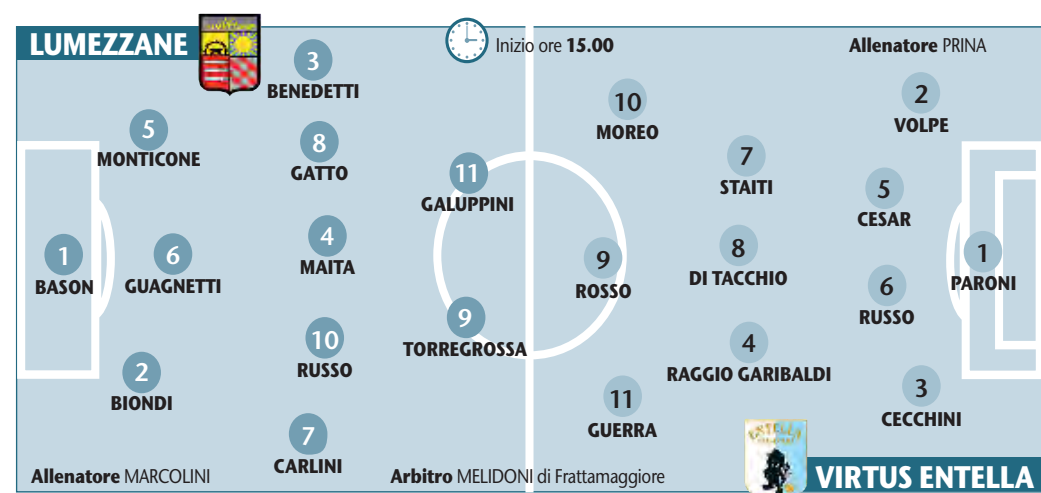 LUMEZZANE
Inizio ore 15.00
Allenatore PRINA
3
BENEDETTI
5
MONTICONE
8
GATTO
11
GALUPPINI
1
BASON
6
GUAGNETTI
4
MAITA
9
TORREGROSSA
10
RUSSO
2
BIONDI
7
CARLINI
Allenatore MARCOLINI
Arbitro MELIDONI di Frattamaggiore
10
MOREO
2
VOLPE
7
STAITI
5
CESAR
9
ROSSO
8
DI TACCHIO
1
PARONI
6
RUSSO
4
RAGGIO GARIBALDI
11
GUERRA
3
CECCHINI
VIRTUS ENTELLA